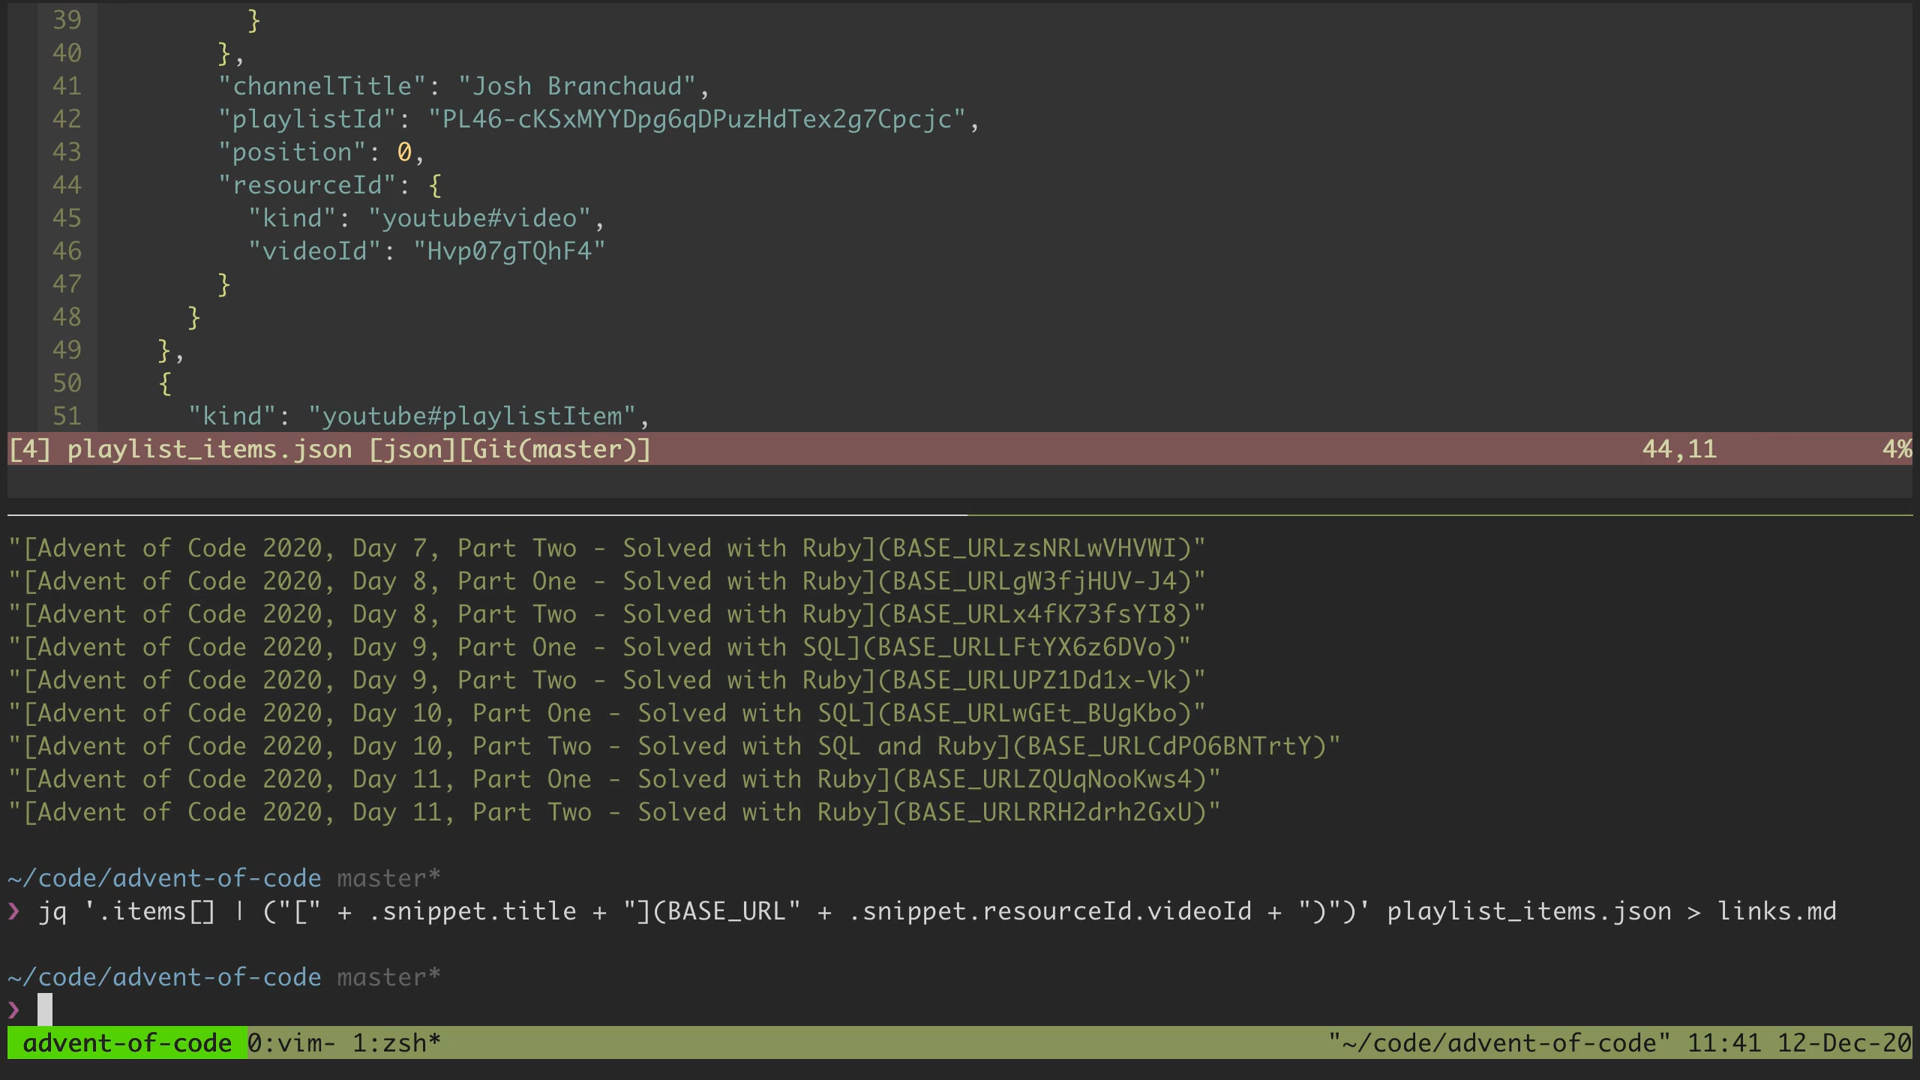 39 }
40 },
41 "channelTitle": "Josh Branchaud",
42 "playlistId": "PL46-cKSxMYYDpg6qDPuzHdTex2g7Cpcjc",
43 "position": 0,
44 "resourceId": {
45 "kind": "youtube#video",
46 "videoId": "Hvp07gTQhF4"
47 }
48 }
49 },
50 {
51 "kind": "youtube#playlistItem",
[4] playlist_items.json [json][Git(master)] 44,11 4%
"[Advent of Code 2020, Day 7, Part Two - Solved with Ruby](BASE_URLzsNRLwVHVWI)"
"[Advent of Code 2020, Day 8, Part One - Solved with Ruby](BASE_URLgW3fjHUV-J4)"
"[Advent of Code 2020, Day 8, Part Two - Solved with Ruby](BASE_URLx4fK73fsYI8)"
"[Advent of Code 2020, Day 9, Part One - Solved with SQL](BASE_URLLFtYX6z6DVo)"
"[Advent of Code 2020, Day 9, Part Two - Solved with Ruby](BASE_URLUPZ1Dd1x-Vk)"
"[Advent of Code 2020, Day 10, Part One - Solved with SQL](BASE_URLwGEt_BUgKbo)"
"[Advent of Code 2020, Day 10, Part Two - Solved with SQL and Ruby](BASE_URLCdPO6BNTrtY)"
"[Advent of Code 2020, Day 11, Part One - Solved with Ruby](BASE_URLZQUqNooKws4)"
"[Advent of Code 2020, Day 11, Part Two - Solved with Ruby](BASE_URLRRH2drh2GxU)"
~/code/advent-of-code master*
❯ jq '.items[] | ("[" + .snippet.title + "](BASE_URL" + .snippet.resourceId.videoId + ")")' playlist_items.json > links.md
~/code/advent-of-code master*
❯
advent-of-code 0:vim- 1:zsh* "~/code/advent-of-code" 11:41 12-Dec-20